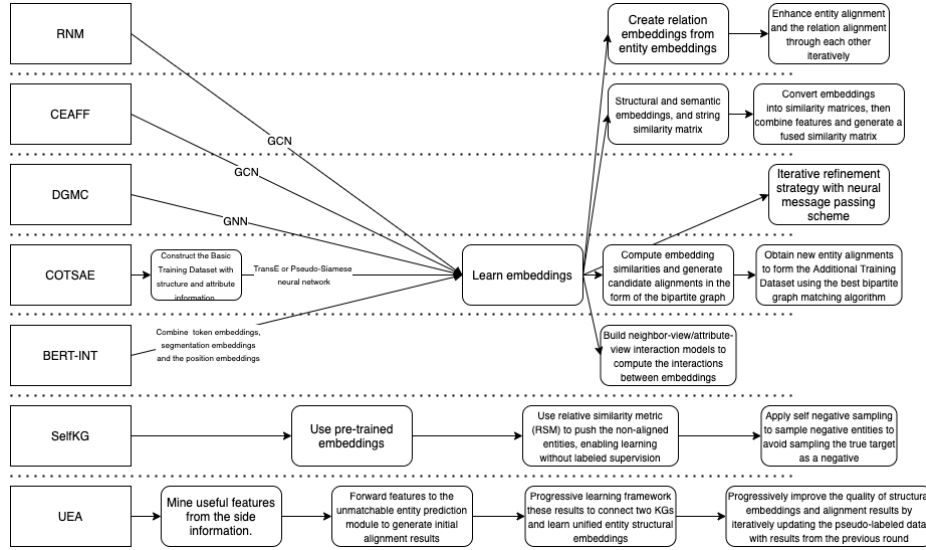 RNM
GCN
Create relation
embeddings from
entity embeddings
Enhance entity alignment
and the relation alignment
through each other
iteratively
CEAFF
GCN
Structural and semantic
embeddings, and string
similarity matrix
Convert embeddings
into similarity matrices, then
combine features and generate a
fused similarity matrix
DGMC
GNN
Iterative refinement
strategy with neural
message passing
scheme
COTSAE
Construct the Basic
Training Dataset with
structure and attribute
information
TransE or Pseudo-Siamese
neural network
Learn embeddings
Compute embedding
similarities and generate
candidate alignments in the
form of the bipartite graph
Obtain new entity alignments
to form the Additional Training
Dataset using the best bipartite
graph matching algorithm
BERT-INT
Combine token embeddings,
segmentation embeddings
and the position embeddings
Build neighbor-view/attribute-
view interaction models to
compute the interactions
between embeddings
SelfKG
Use pre-trained
embeddings
Use relative similarity metric
(RSM) to push the non-aligned
entities, enabling learning
without labeled supervision
Apply self negative sampling
to sample negative entities to
avoid sampling the true target
as a negative
UEA
Mine useful features
from the side
information.
Forward features to the
unmatchable entity prediction
module to generate initial
alignment results
Progressive learning framework
these results to connect two KGs
and learn unified entity structural
embeddings
Progressively improve the quality of structural
embeddings and alignment results by
iteratively updating the pseudo-labeled data
with results from the previous round